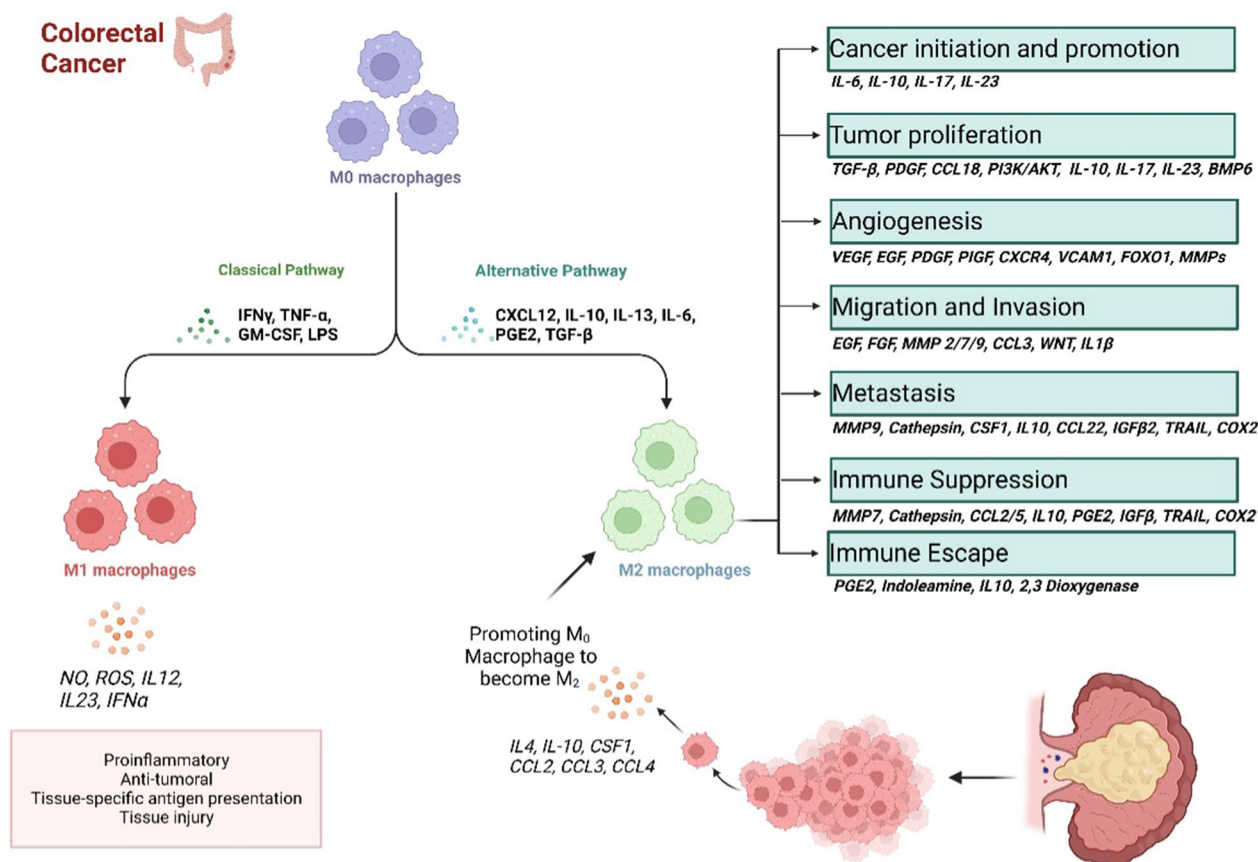 Colorectal
Cancer
M0 macrophages
Classical Pathway
IFNγ, TNF-α,
GM-CSF, LPS
Alternative Pathway
CXCL12, IL-10, IL-13, IL-6,
PGE2, TGF-β
M1 macrophages
NO, ROS, IL12,
IL23, IFNα
Proinflammatory
Anti-tumoral
Tissue-specific antigen presentation
Tissue injury
M2 macrophages
Promoting M₀
Macrophage to
become M₂
IL4, IL-10, CSF1,
CCL2, CCL3, CCL4
Cancer initiation and promotion
IL-6, IL-10, IL-17, IL-23
Tumor proliferation
TGF-β, PDGF, CCL18, PI3K/AKT, IL-10, IL-17, IL-23, BMP6
Angiogenesis
VEGF, EGF, PDGF, PIGF, CXCR4, VCAM1, FOXO1, MMPs
Migration and Invasion
EGF, FGF, MMP 2/7/9, CCL3, WNT, IL1β
Metastasis
MMP9, Cathepsin, CSF1, IL10, CCL22, IGFβ2, TRAIL, COX2
Immune Suppression
MMP7, Cathepsin, CCL2/5, IL10, PGE2, IGFβ, TRAIL, COX2
Immune Escape
PGE2, Indoleamine, IL10, 2,3 Dioxygenase